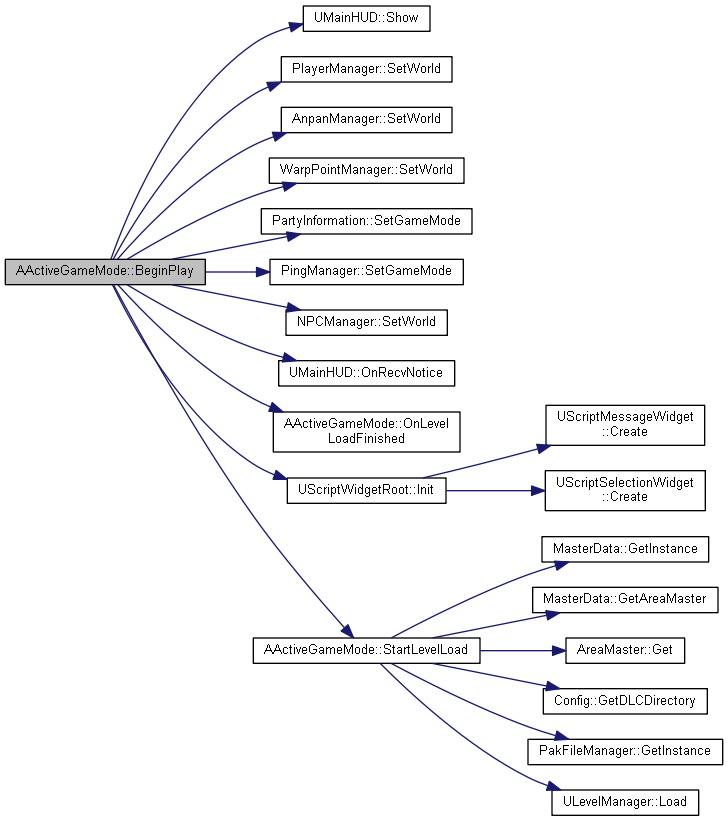 UMainHUD::Show
PlayerManager::SetWorld
AnpanManager::SetWorld
WarpPointManager::SetWorld
PartyInformation::SetGameMode
AActiveGameMode::BeginPlay
PingManager::SetGameMode
NPCManager::SetWorld
UMainHUD::OnRecvNotice
AActiveGameMode::OnLevel
LoadFinished
UScriptMessageWidget
::Create
UScriptWidgetRoot::Init
UScriptSelectionWidget
::Create
MasterData::GetInstance
MasterData::GetAreaMaster
AActiveGameMode::StartLevelLoad
AreaMaster::Get
Config::GetDLCDirectory
PakFileManager::GetInstance
ULevelManager::Load